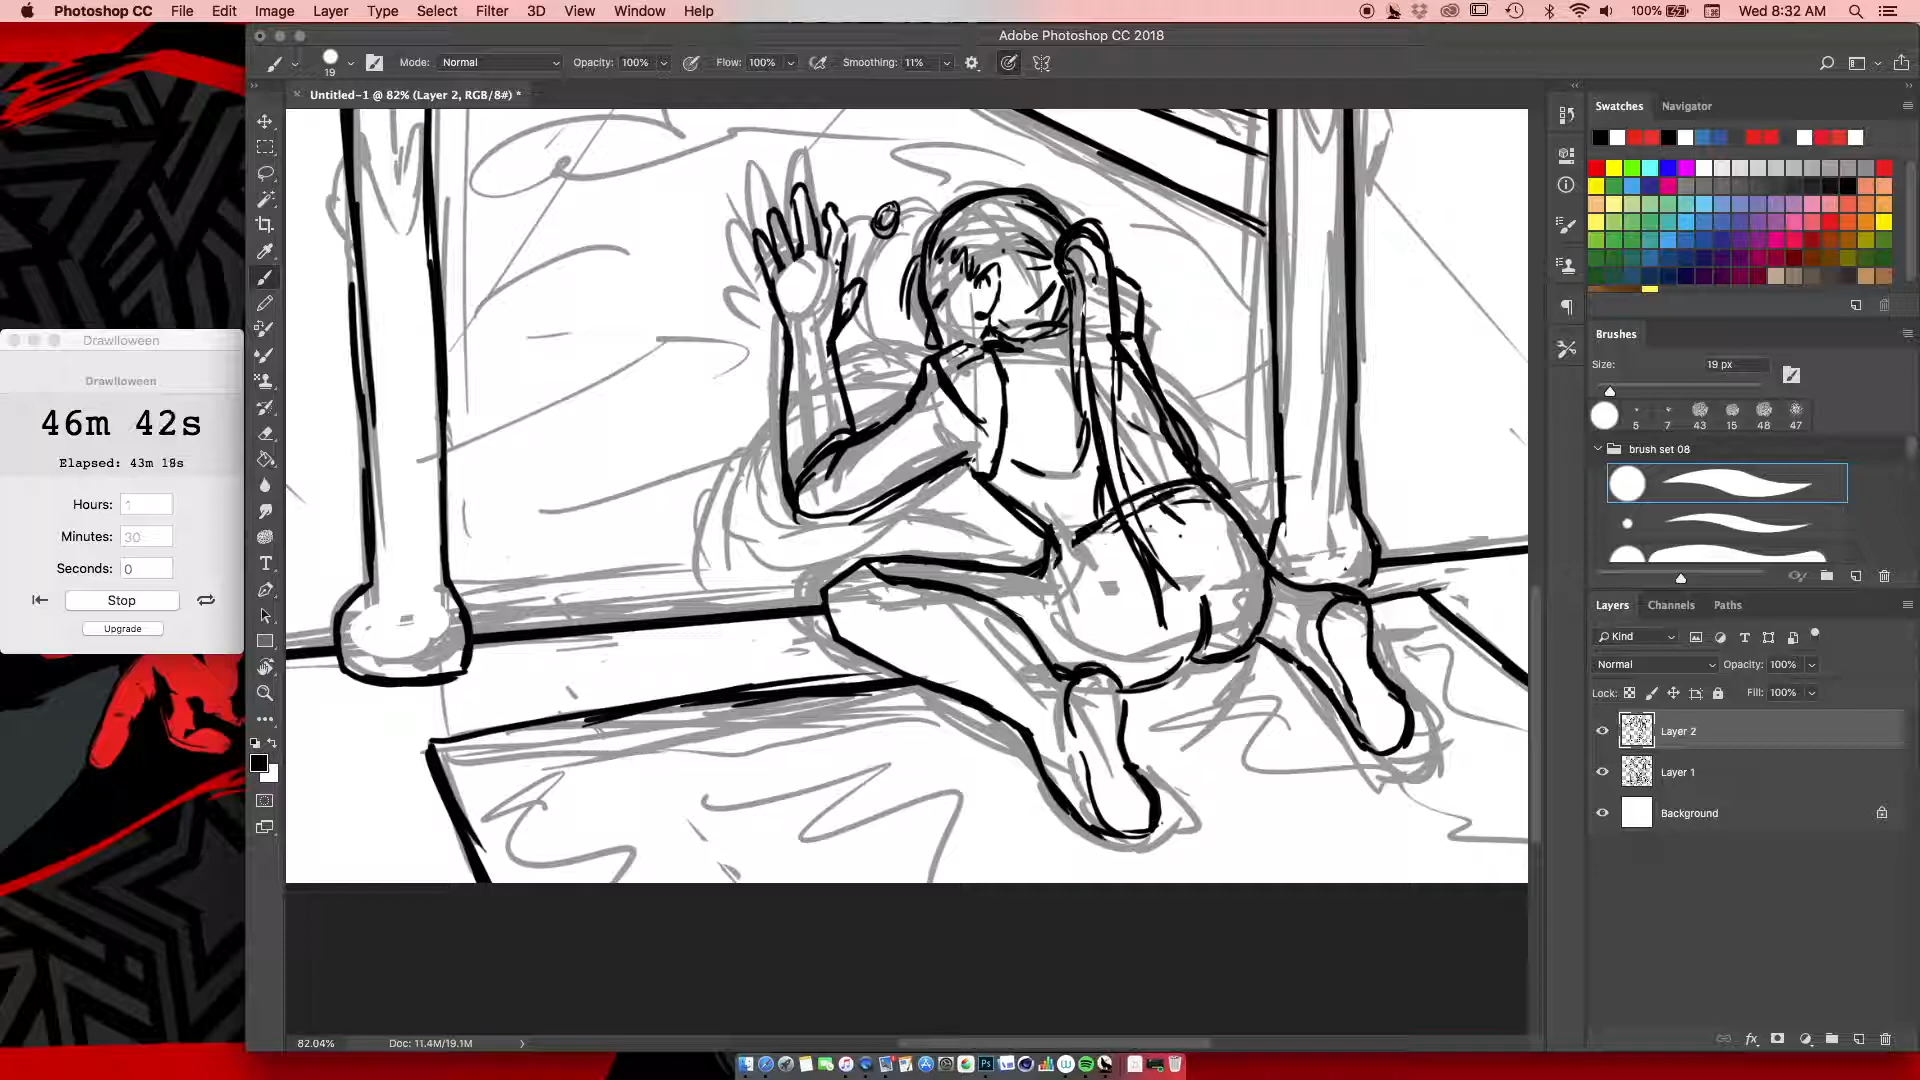 Photoshop CC File Edit Image Layer Type Select Filter 3D View Window Help 100% Wed 8:32 AM
Adobe Photoshop CC 2018
19 Mode: Normal Opacity: 100% Flow: 100% Smoothing: 11%
Untitled-1 @ 82% (Layer 2, RGB/8#) *
Swatches Navigator
Drawlloween
Drawlloween
46m 42s
Elapsed: 43m 18s
Hours: 1
Minutes: 30
Seconds: 0
Stop
Upgrade
Brushes
Size: 19 px
5 7 43 15 48 47
brush set 08
Layers Channels Paths
Kind
Normal Opacity: 100%
Lock: Fill: 100%
Layer 2
Layer 1
Background
82.04% Doc: 11.4M/19.1M